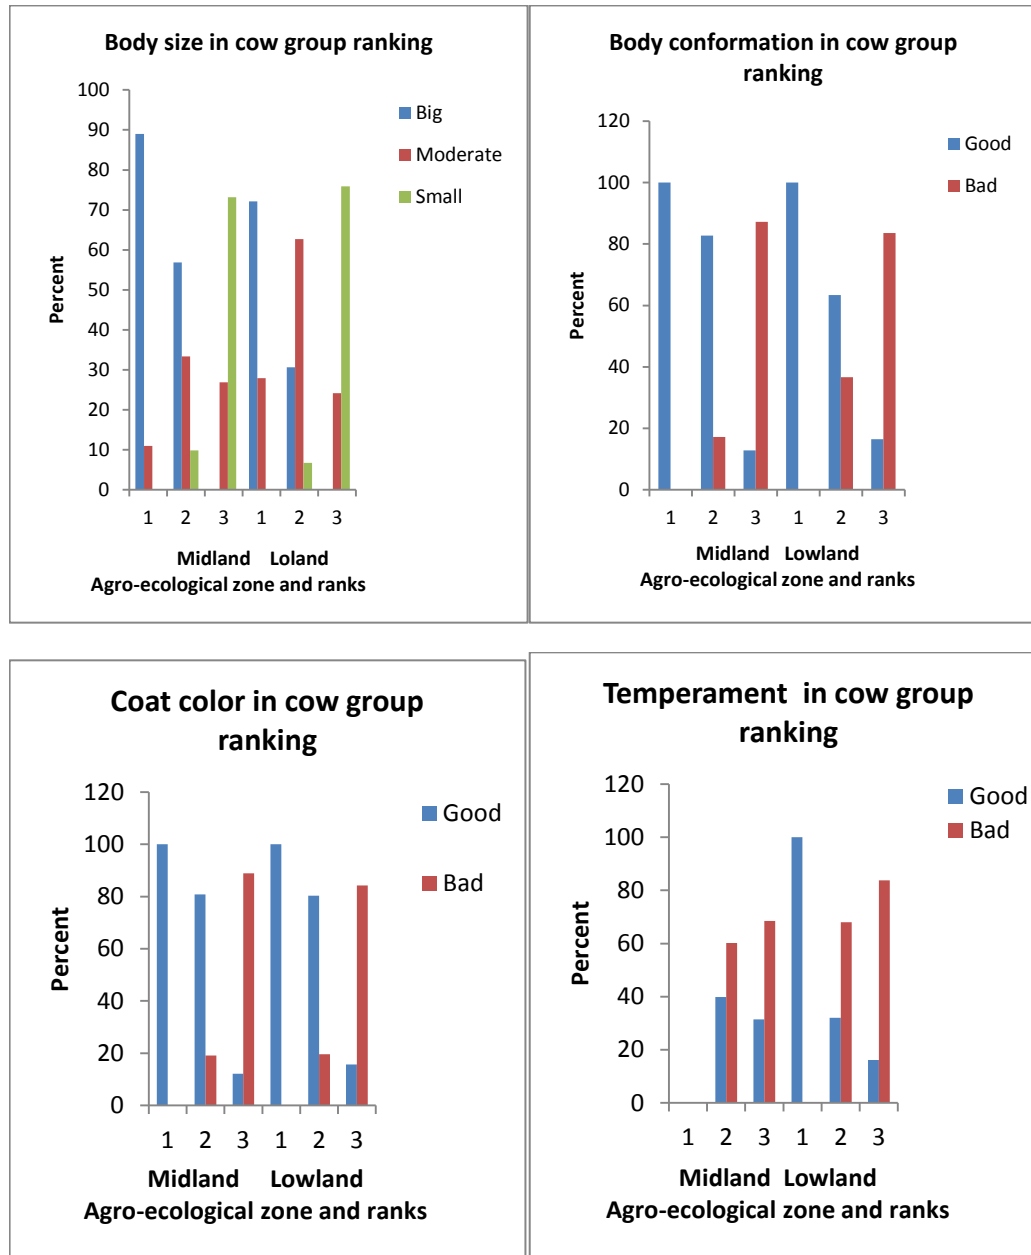 Body size in cow group ranking
100
90
80
70
60
50
40
30
20
10
0
Percent
1 2 3 1 2 3
Midland Loland
Agro-ecological zone and ranks
Big
Moderate
Small
Body conformation in cow group
ranking
120
100
80
60
40
20
0
Percent
1 2 3 1 2 3
Midland Lowland
Agro-ecological zone and ranks
Good
Bad
Coat color in cow group
ranking
120
100
80
60
40
20
0
Percent
1 2 3 1 2 3
Midland Lowland
Agro-ecological zone and ranks
Good
Bad
Temperament in cow group
ranking
120
100
80
60
40
20
0
Percent
1 2 3 1 2 3
Midland Lowland
Agro-ecological zone and ranks
Good
Bad